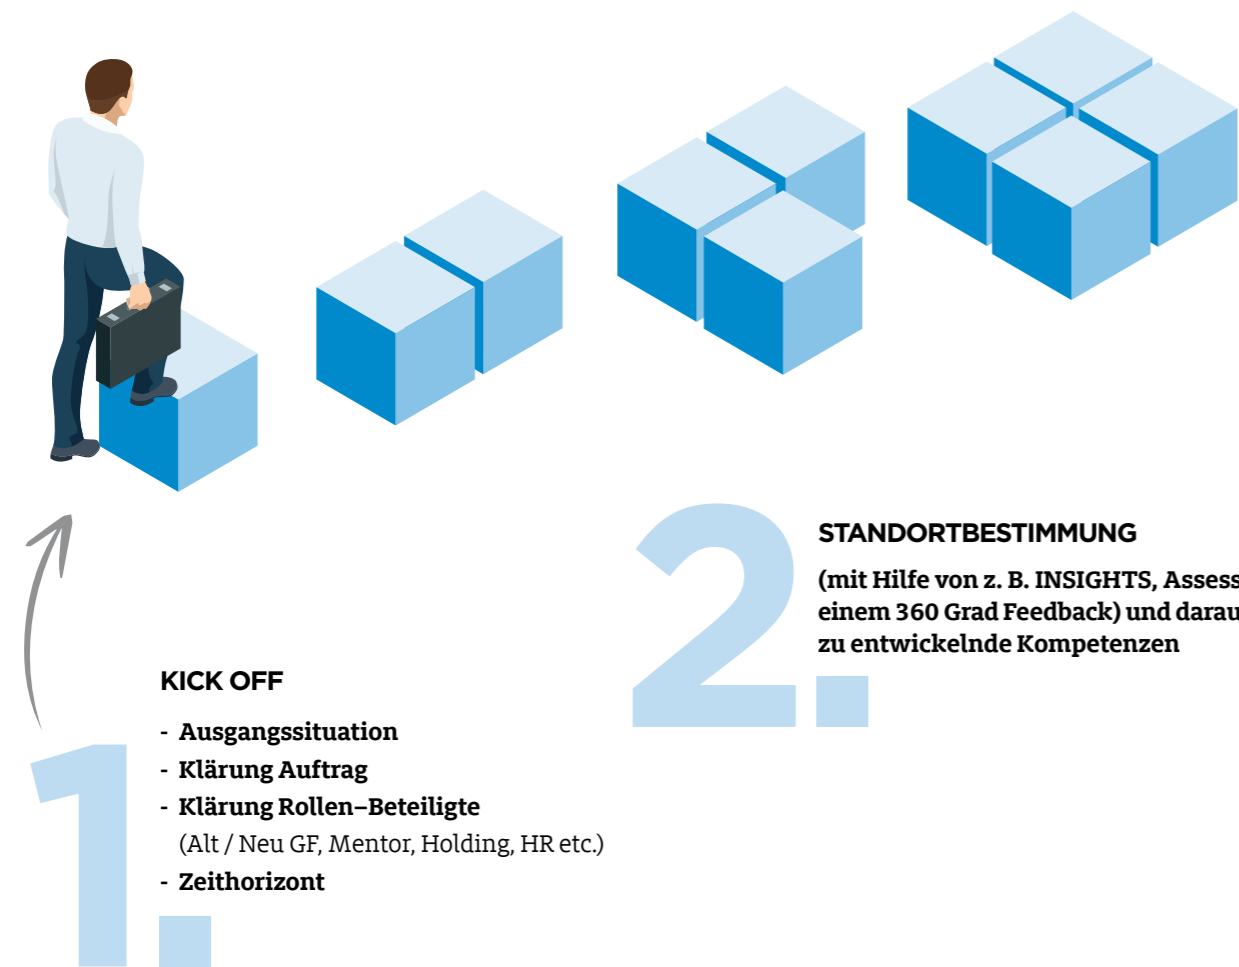 1.
KICK OFF
- Ausgangssituation
- Klärung Auftrag
- Klärung Rollen–Beteiligte
(Alt / Neu GF, Mentor, Holding, HR etc.)
- Zeithorizont
2.
STANDORTBESTIMMUNG
(mit Hilfe von z. B. INSIGHTS,
einem 360 Grad Feedback) und
zu entwickelnde Kompetenzen